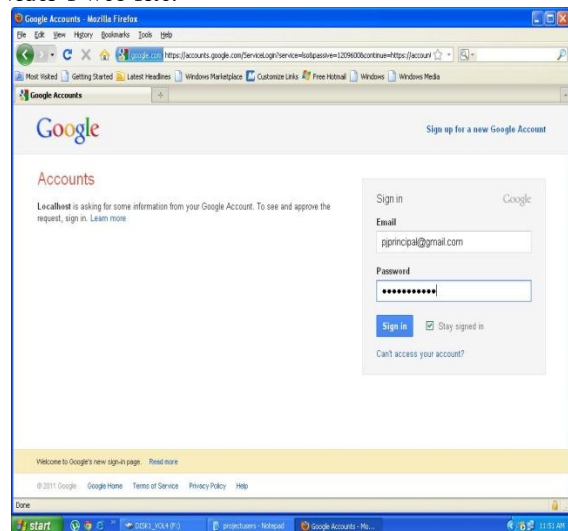 Google Accounts - Mozilla Firefox
File Edit View History Bookmarks Tools Help
google.com https://accounts.google.com/ServiceLogin?service=lso&passive=1209600&continue=https://accoun
Most Visited Getting Started Latest Headlines Windows Marketplace Customize Links Free Hotmail Windows Windows Media
Google Accounts
Google
Sign up for a new Google Account
Accounts
Localhost is asking for some information from your Google Account. To see and approve the
request, sign in. Learn more
Sign in Google
Email
pjprincipal@gmail.com
Password
Sign in Stay signed in
Can't access your account?
Welcome to Google's new sign-in page. Read more
© 2011 Google Google Home Terms of Service Privacy Policy Help
Done
start DISK1_VOL4 (F:) projectusers - Notepad Google Accounts - Mo... 11:51 AM